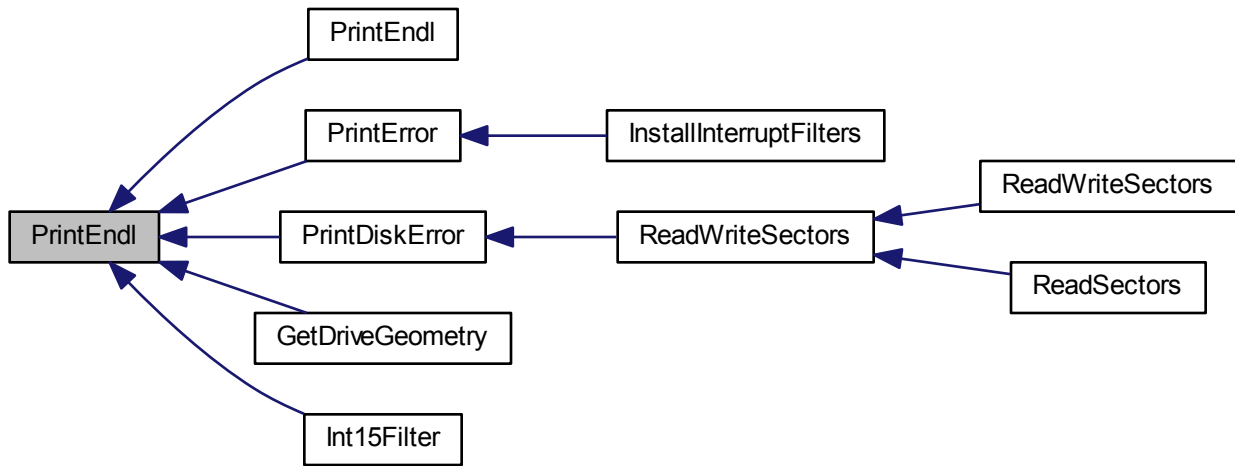 PrintEndl
PrintError
InstallInterruptFilters
ReadWriteSectors
PrintEndl
PrintDiskError
ReadWriteSectors
ReadSectors
GetDriveGeometry
Int15Filter